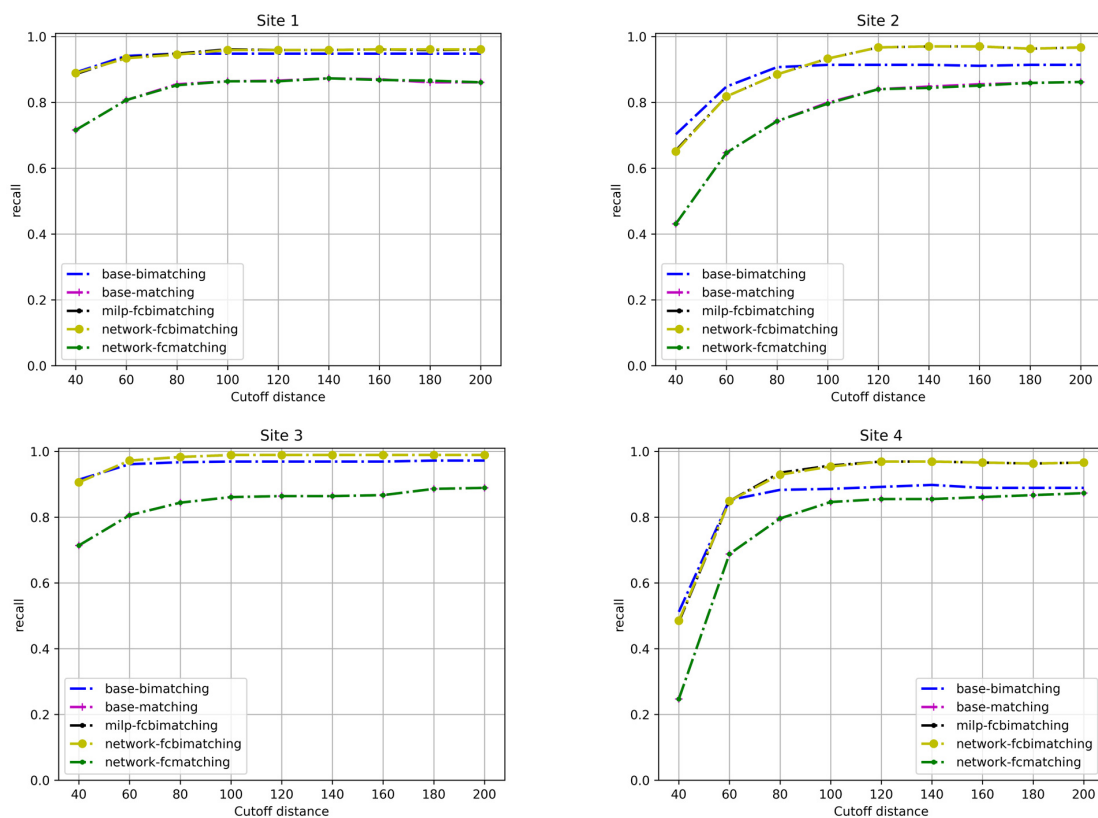 Site 1
1.0
0.8
0.6
0.4
0.2
0.0
recall
base-bimatching
base-matching
milp-fcbimatching
network-fcbimatching
network-fcmatching
40 60 80 100 120 140 160 180 200
Cutoff distance
Site 2
1.0
0.8
0.6
0.4
0.2
0.0
recall
base-bimatching
base-matching
milp-fcbimatching
network-fcbimatching
network-fcmatching
40 60 80 100 120 140 160 180 200
Cutoff distance
Site 3
1.0
0.8
0.6
0.4
0.2
0.0
recall
base-bimatching
base-matching
milp-fcbimatching
network-fcbimatching
network-fcmatching
40 60 80 100 120 140 160 180 200
Cutoff distance
Site 4
1.0
0.8
0.6
0.4
0.2
0.0
recall
base-bimatching
base-matching
milp-fcbimatching
network-fcbimatching
network-fcmatching
40 60 80 100 120 140 160 180 200
Cutoff distance